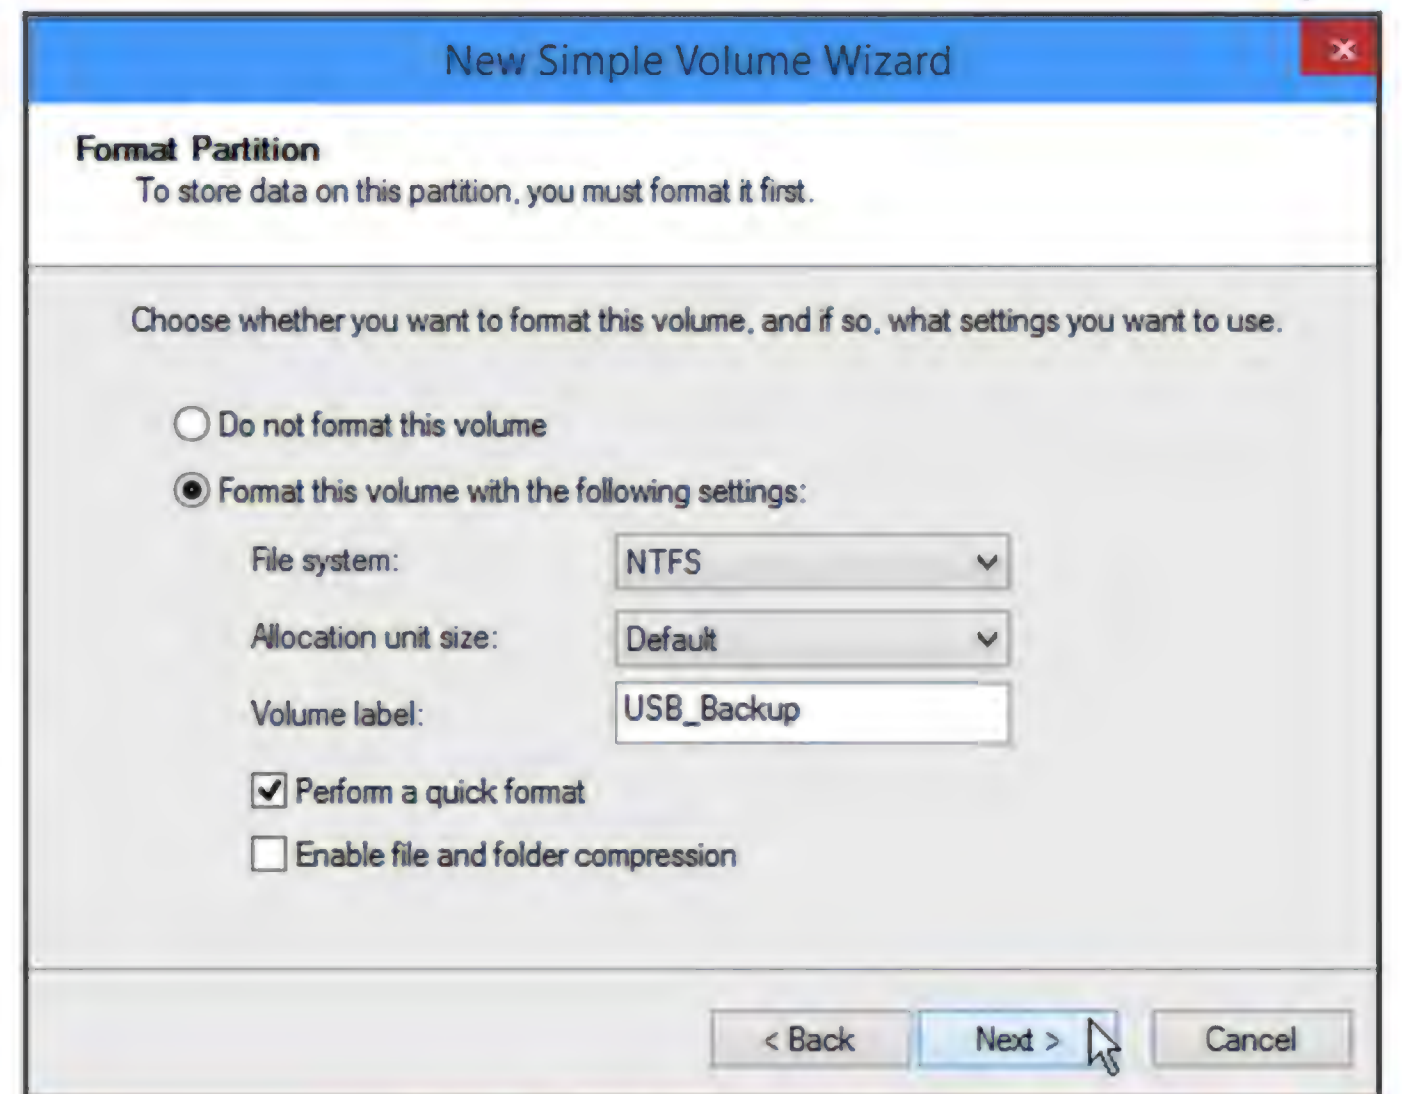 New Simple Volume Wizard
Format Partition
To store data on this partition, you must format it first.
Choose whether you want to format this volume, and if so, what settings you want to use.
Do not format this volume
Format this volume with the following settings:
File system: NTFS
Allocation unit size: Default
Volume label: USB_Backup
Perform a quick format
Enable file and folder compression
< Back Next > Cancel